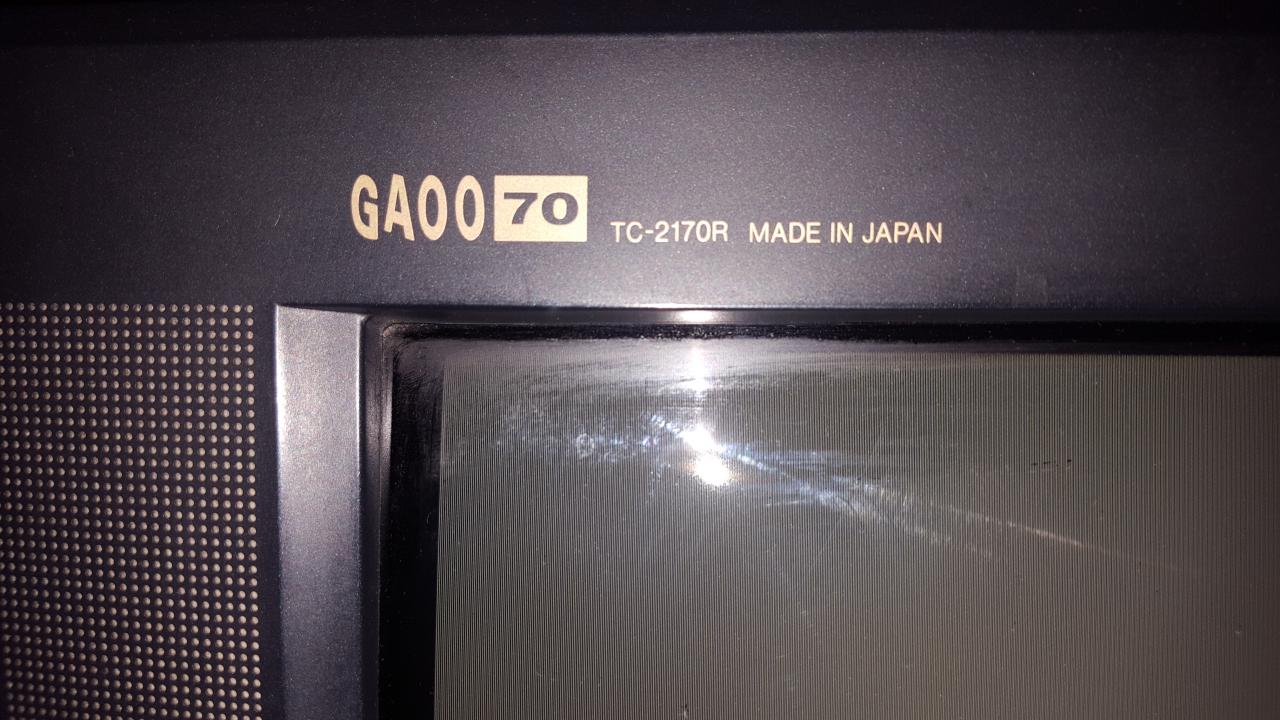 GAOO 70 TC-2170R MADE IN JAPAN